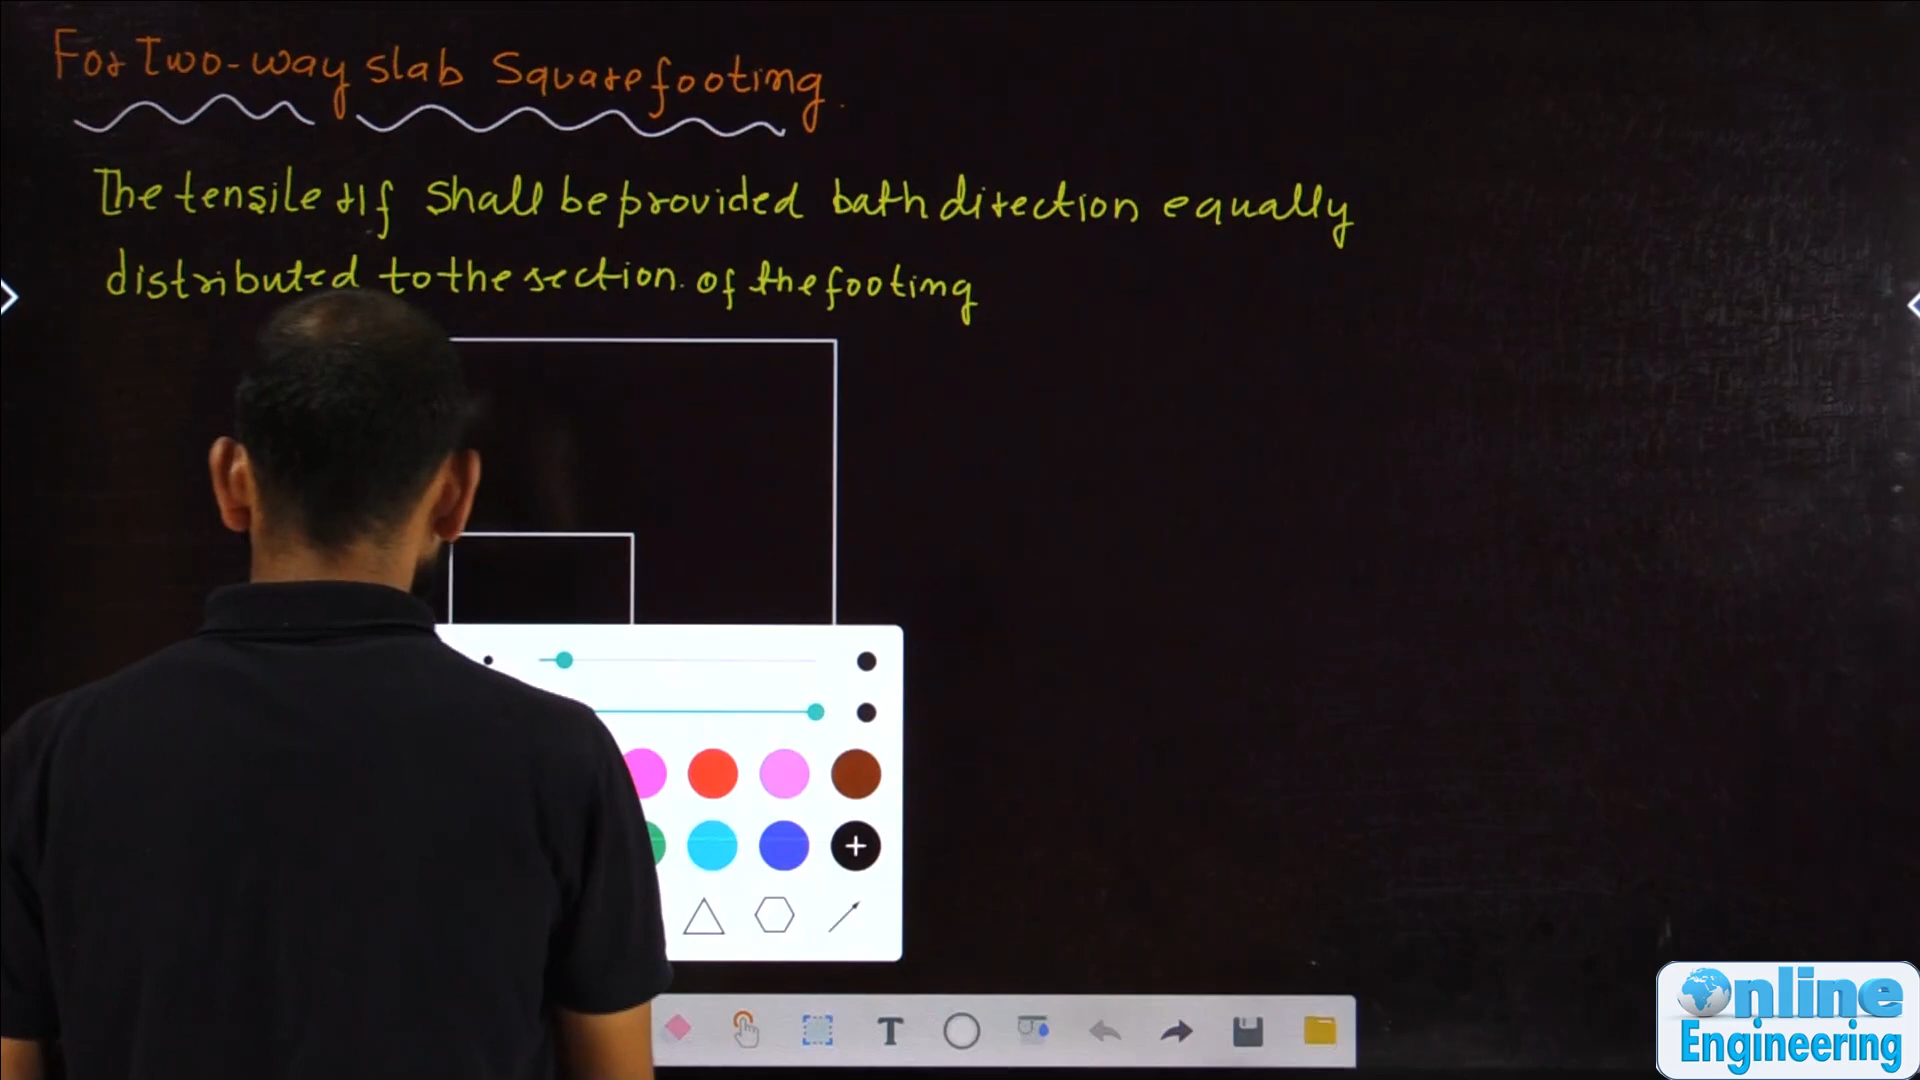 For Two-way slab Square footing.
The tensile rlf shall be provided bath direction equally
distributed to the section. of the footing
T
Online
Engineering